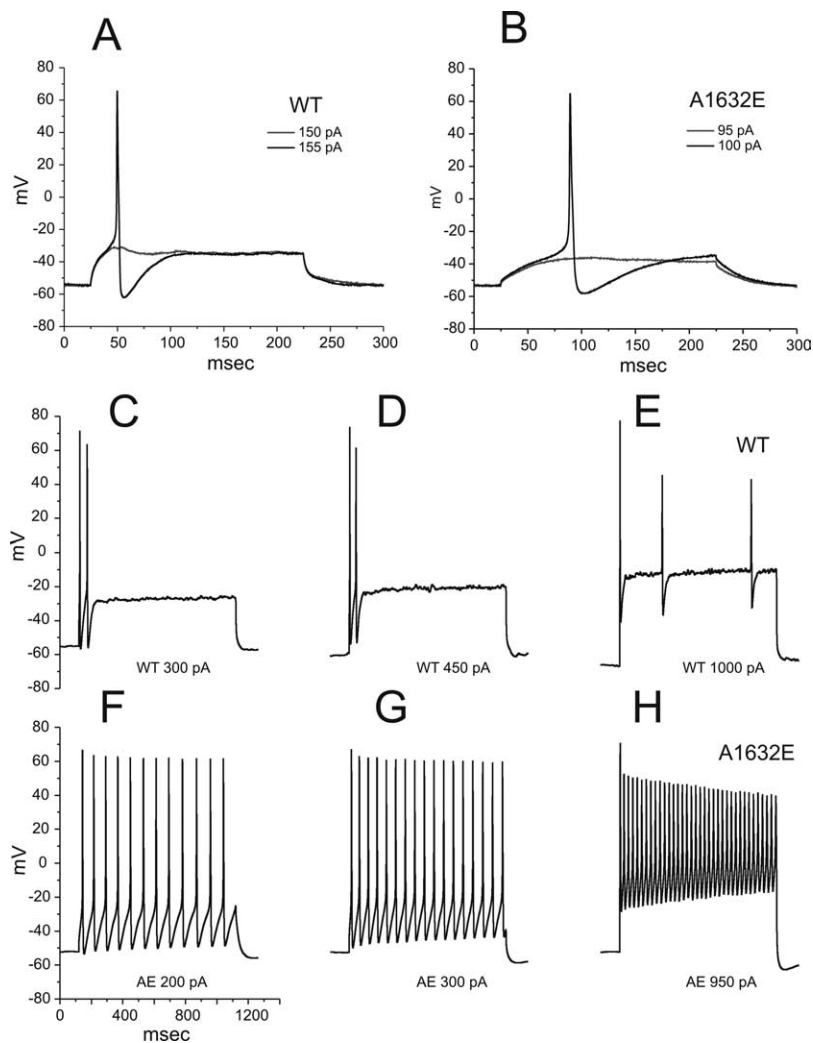 A
B
80
60
40
20
0
-20
-40
-60
-80
mV
WT
150 pA
155 pA
0 50 100 150 200 250 300
msec
80
60
40
20
0
-20
-40
-60
-80
mV
A1632E
95 pA
100 pA
0 50 100 150 200 250 300
msec
C
D
E
80
60
40
20
0
-20
-40
-60
-80
mV
WT
WT 300 pA
WT 450 pA
WT 1000 pA
F
G
H
80
60
40
20
0
-20
-40
-60
-80
mV
A1632E
AE 200 pA
AE 300 pA
AE 950 pA
0 400 800 1200
msec